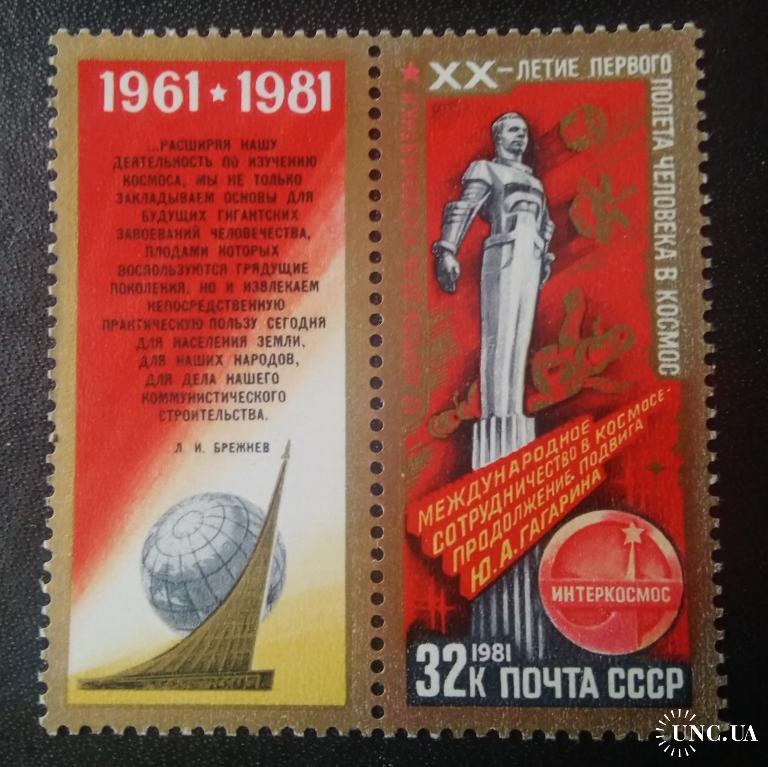 1961 ★ 1981
...РАСШИРЯЯ НАШУ
ДЕЯТЕЛЬНОСТЬ ПО ИЗУЧЕНИЮ
КОСМОСА, МЫ НЕ ТОЛЬКО
ЗАКЛАДЫВАЕМ ОСНОВЫ ДЛЯ
БУДУЩИХ ГИГАНТСКИХ
ЗАВОЕВАНИЙ ЧЕЛОВЕЧЕСТВА,
ПЛОДАМИ КОТОРЫХ
ВОСПОЛЬЗУЮТСЯ ГРЯДУЩИЕ
ПОКОЛЕНИЯ, НО И ИЗВЛЕКАЕМ
НЕПОСРЕДСТВЕННУЮ
ПРАКТИЧЕСКУЮ ПОЛЬЗУ СЕГОДНЯ
ДЛЯ НАСЕЛЕНИЯ ЗЕМЛИ,
ДЛЯ НАШИХ НАРОДОВ,
ДЛЯ ДЕЛА НАШЕГО
КОММУНИСТИЧЕСКОГО
СТРОИТЕЛЬСТВА.
Л. И. БРЕЖНЕВ
XX-ЛЕТИЕ ПЕРВОГО
ПОЛЕТА ЧЕЛОВЕКА В КОСМОС
МЕЖДУНАРОДНОЕ
СОТРУДНИЧЕСТВО В КОСМОСЕ-
ПРОДОЛЖЕНИЕ ПОДВИГА
Ю. А. ГАГАРИНА
ИНТЕРКОСМОС
32К 1981 ПОЧТА СССР
UNC.UA